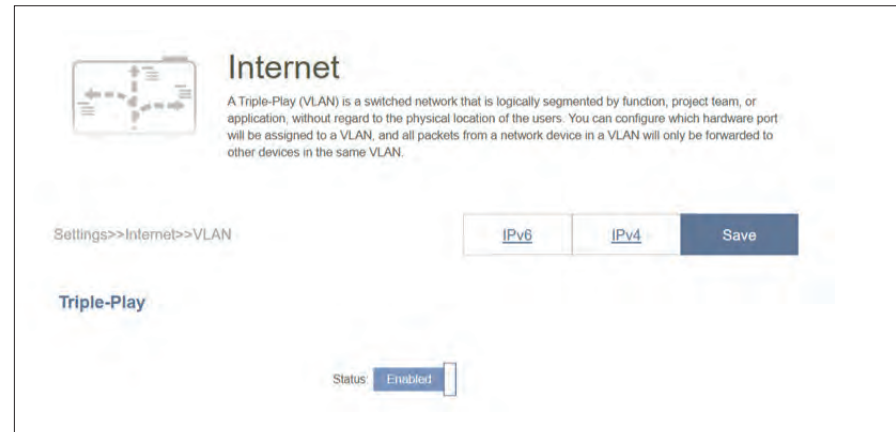 Internet
A Triple-Play (VLAN) is a switched network that is logically segmented by function, project team, or
application, without regard to the physical location of the users. You can configure which hardware port
will be assigned to a VLAN, and all packets from a network device in a VLAN will only be forwarded to
other devices in the same VLAN.
Settings>>Internet>>VLAN
IPv6
IPv4
Save
Triple-Play
Status: Enabled